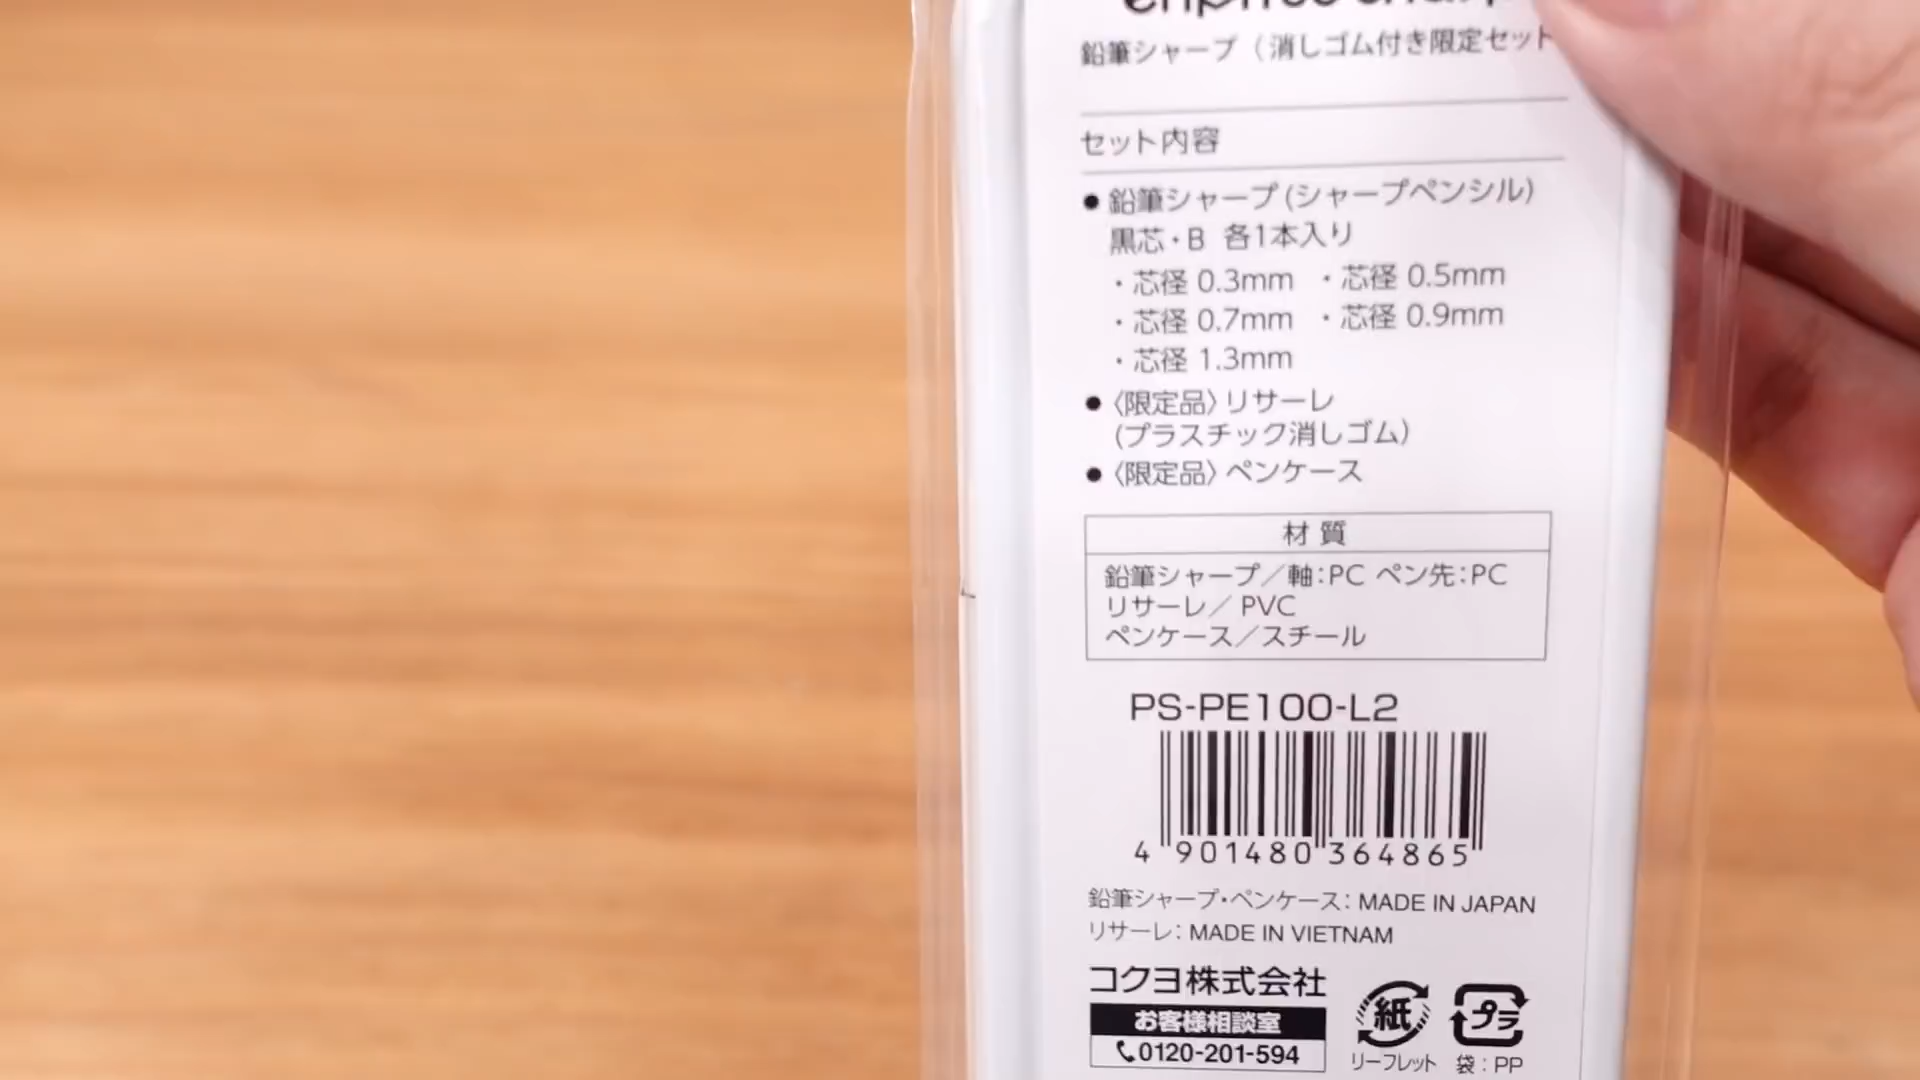 鉛筆シャープ（消しゴム付き限定セット
セット内容
● 鉛筆シャープ(シャープペンシル)
黒芯・B 各1本入り
・芯径 0.3mm ・芯径 0.5mm
・芯径 0.7mm ・芯径 0.9mm
・芯径 1.3mm
● 〈限定品〉リサーレ
(プラスチック消しゴム)
● 〈限定品〉ペンケース
材質
鉛筆シャープ／軸:PC ペン先:PC
リサーレ／PVC
ペンケース／スチール
PS-PE100-L2
4 901480 364865
鉛筆シャープ・ペンケース: MADE IN JAPAN
リサーレ: MADE IN VIETNAM
コクヨ株式会社
お客様相談室
0120-201-594
紙
リーフレット
プラ
袋:PP